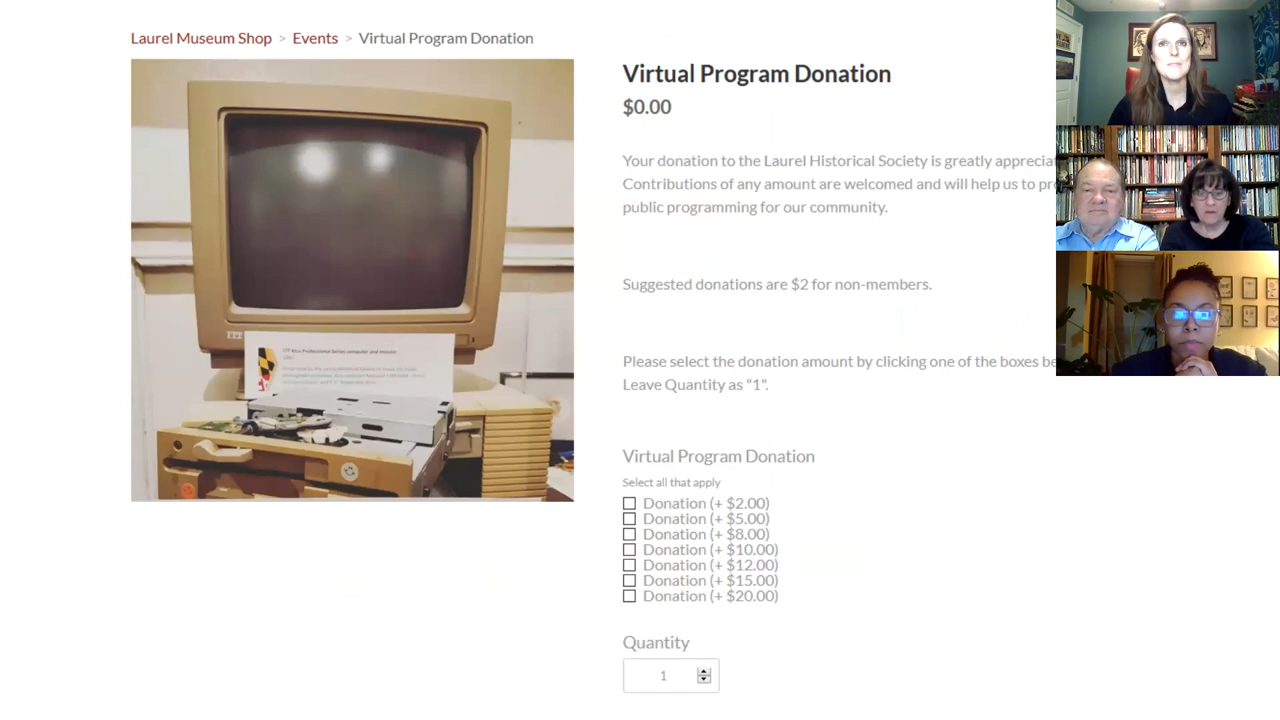 Laurel Museum Shop > Events > Virtual Program Donation
Virtual Program Donation
$0.00
Your donation to the Laurel Historical Society is greatly apprecia
Contributions of any amount are welcomed and will help us to pr
public programming for our community.
Suggested donations are $2 for non-members.
Please select the donation amount by clicking one of the boxes be
Leave Quantity as "1".
Virtual Program Donation
Select all that apply
Donation (+ $2.00)
Donation (+ $5.00)
Donation (+ $8.00)
Donation (+ $10.00)
Donation (+ $12.00)
Donation (+ $15.00)
Donation (+ $20.00)
Quantity
1
ITT